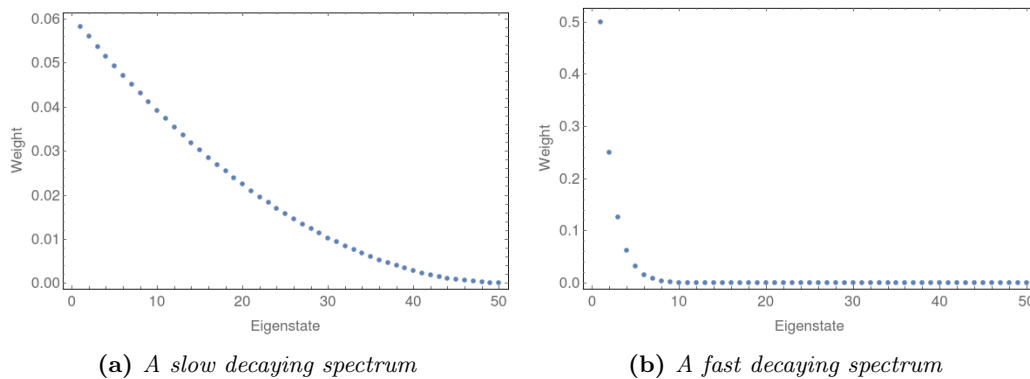 0.06
0.05
0.04
0.03
0.02
0.01
0.00
Weight
0 10 20 30 40 50
Eigenstate
(a) A slow decaying spectrum
0.5
0.4
0.3
0.2
0.1
0.0
Weight
0 10 20 30 40 50
Eigenstate
(b) A fast decaying spectrum